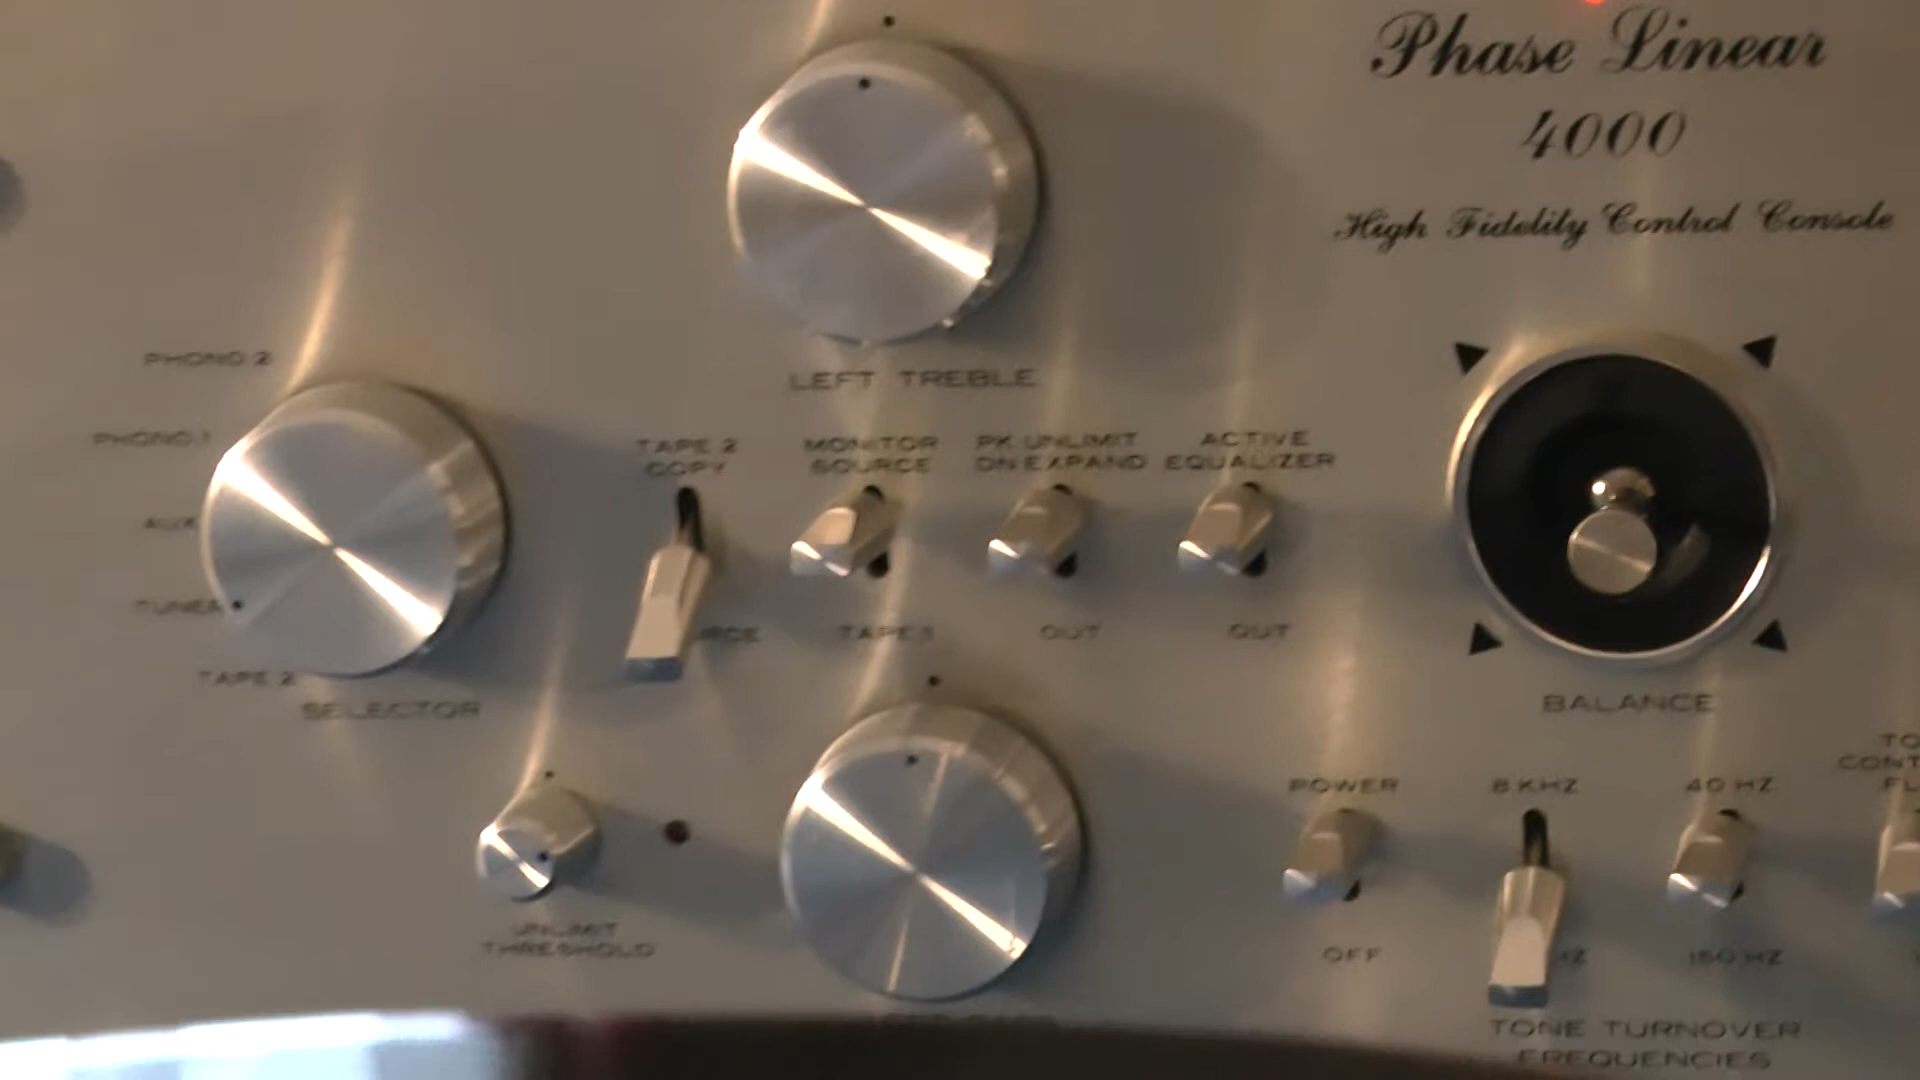 Phase Linear
4000
High Fidelity Control Console
PHONO 2
PHONO 1
AUX
TUNER
TAPE 2
SELECTOR
LEFT TREBLE
TAPE 2
COPY
MONITOR
SOURCE
TAPE 1
PK UNLIMIT
DN EXPAND
OUT
ACTIVE
EQUALIZER
OUT
BALANCE
UNLIMIT
THRESHOLD
POWER
OFF
8 KHZ
40 HZ
150 HZ
TONE TURNOVER
FREQUENCIES